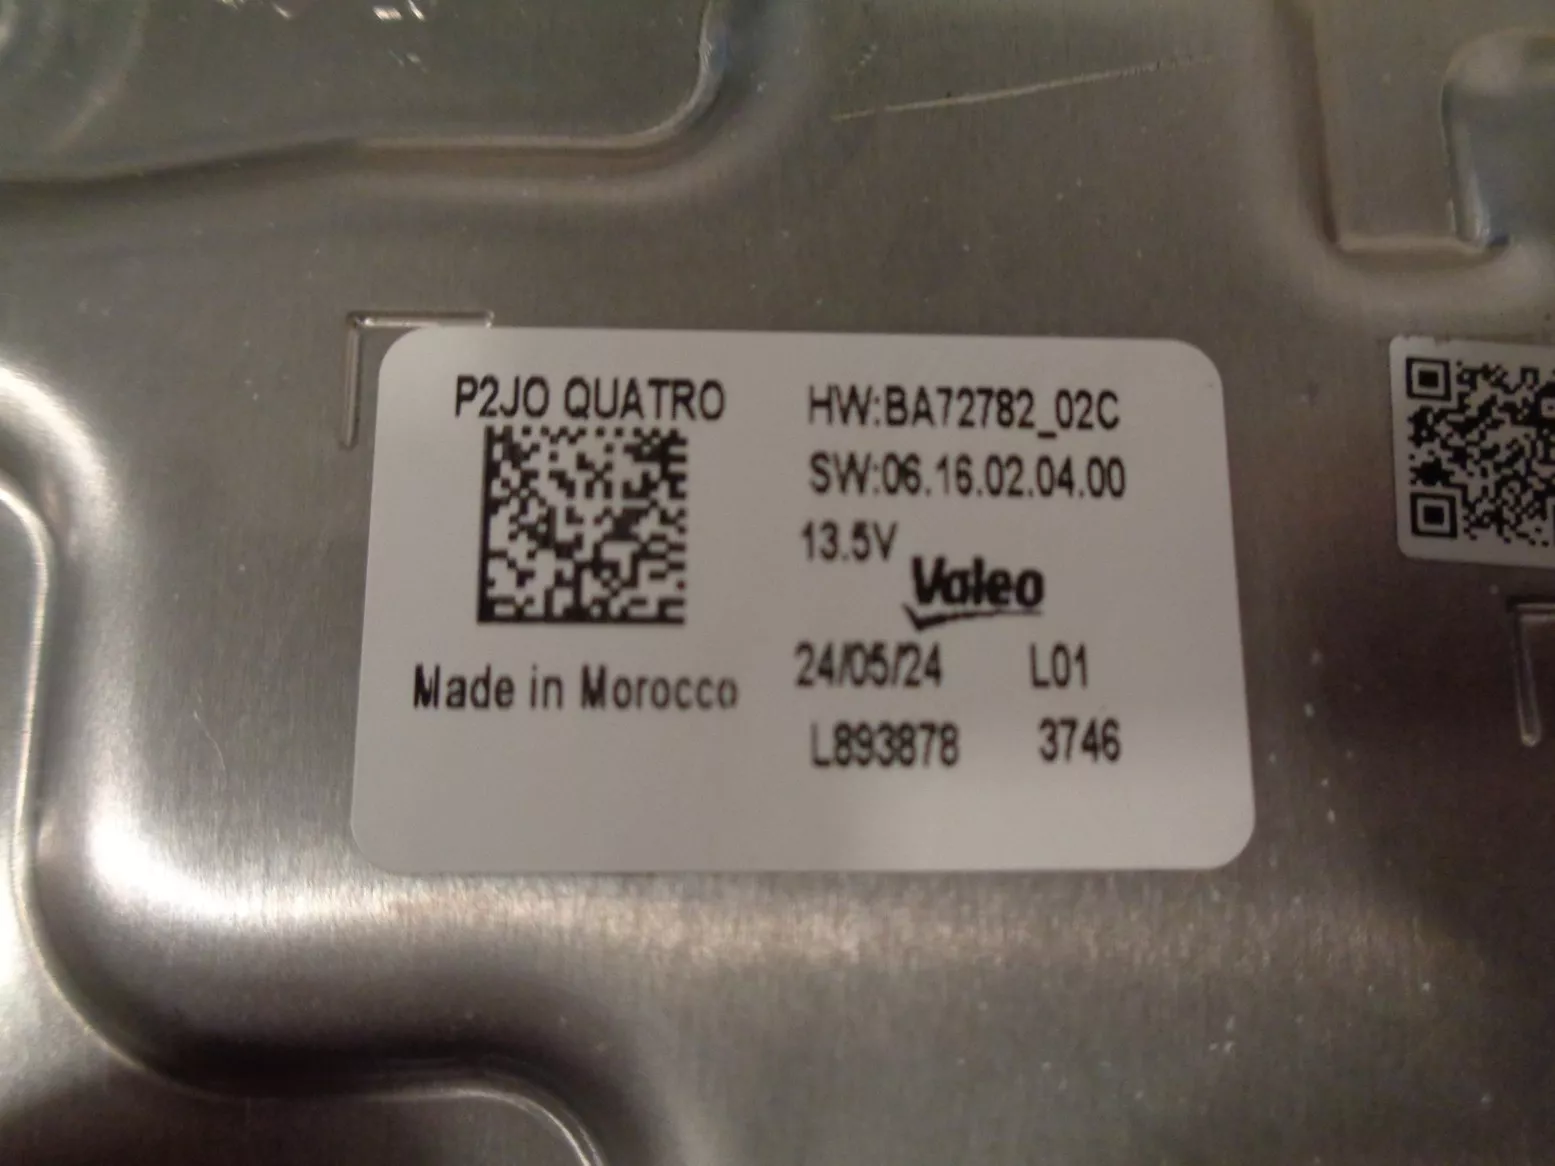 P2JO QUATRO
HW:BA72782_02C
SW:06.16.02.04.00
13.5V
Valeo
Made in Morocco
24/05/24 L01
L893878 3746